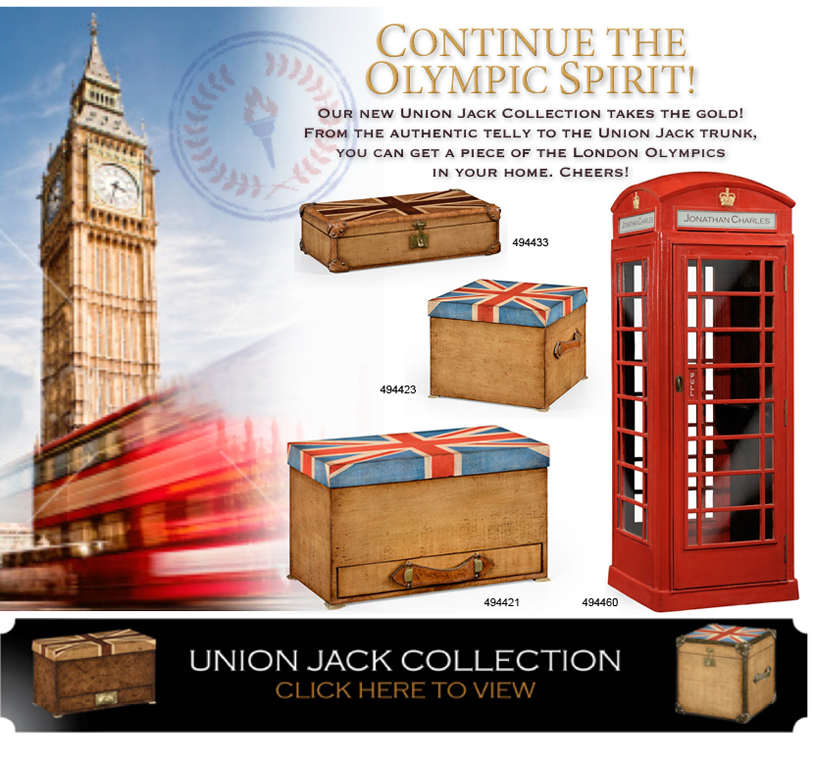 CONTINUE THE
OLYMPIC SPIRIT!
OUR NEW UNION JACK COLLECTION TAKES THE GOLD!
FROM THE AUTHENTIC TELLY TO THE UNION JACK TRUNK,
YOU CAN GET A PIECE OF THE LONDON OLYMPICS
IN YOUR HOME. CHEERS!
JONATHAN CHARLES
JONATHAN CHARLES
494433
PULL
494423
494421
494460
UNION JACK COLLECTION
CLICK HERE TO VIEW